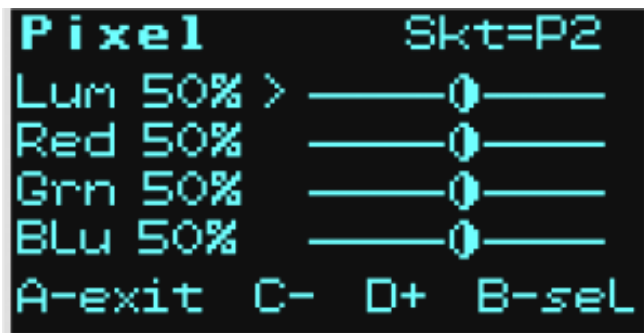 Pixel Skt=P2
Lum 50% >
Red 50%
Grn 50%
BLu 50%
A-exit C- D+ B-seL